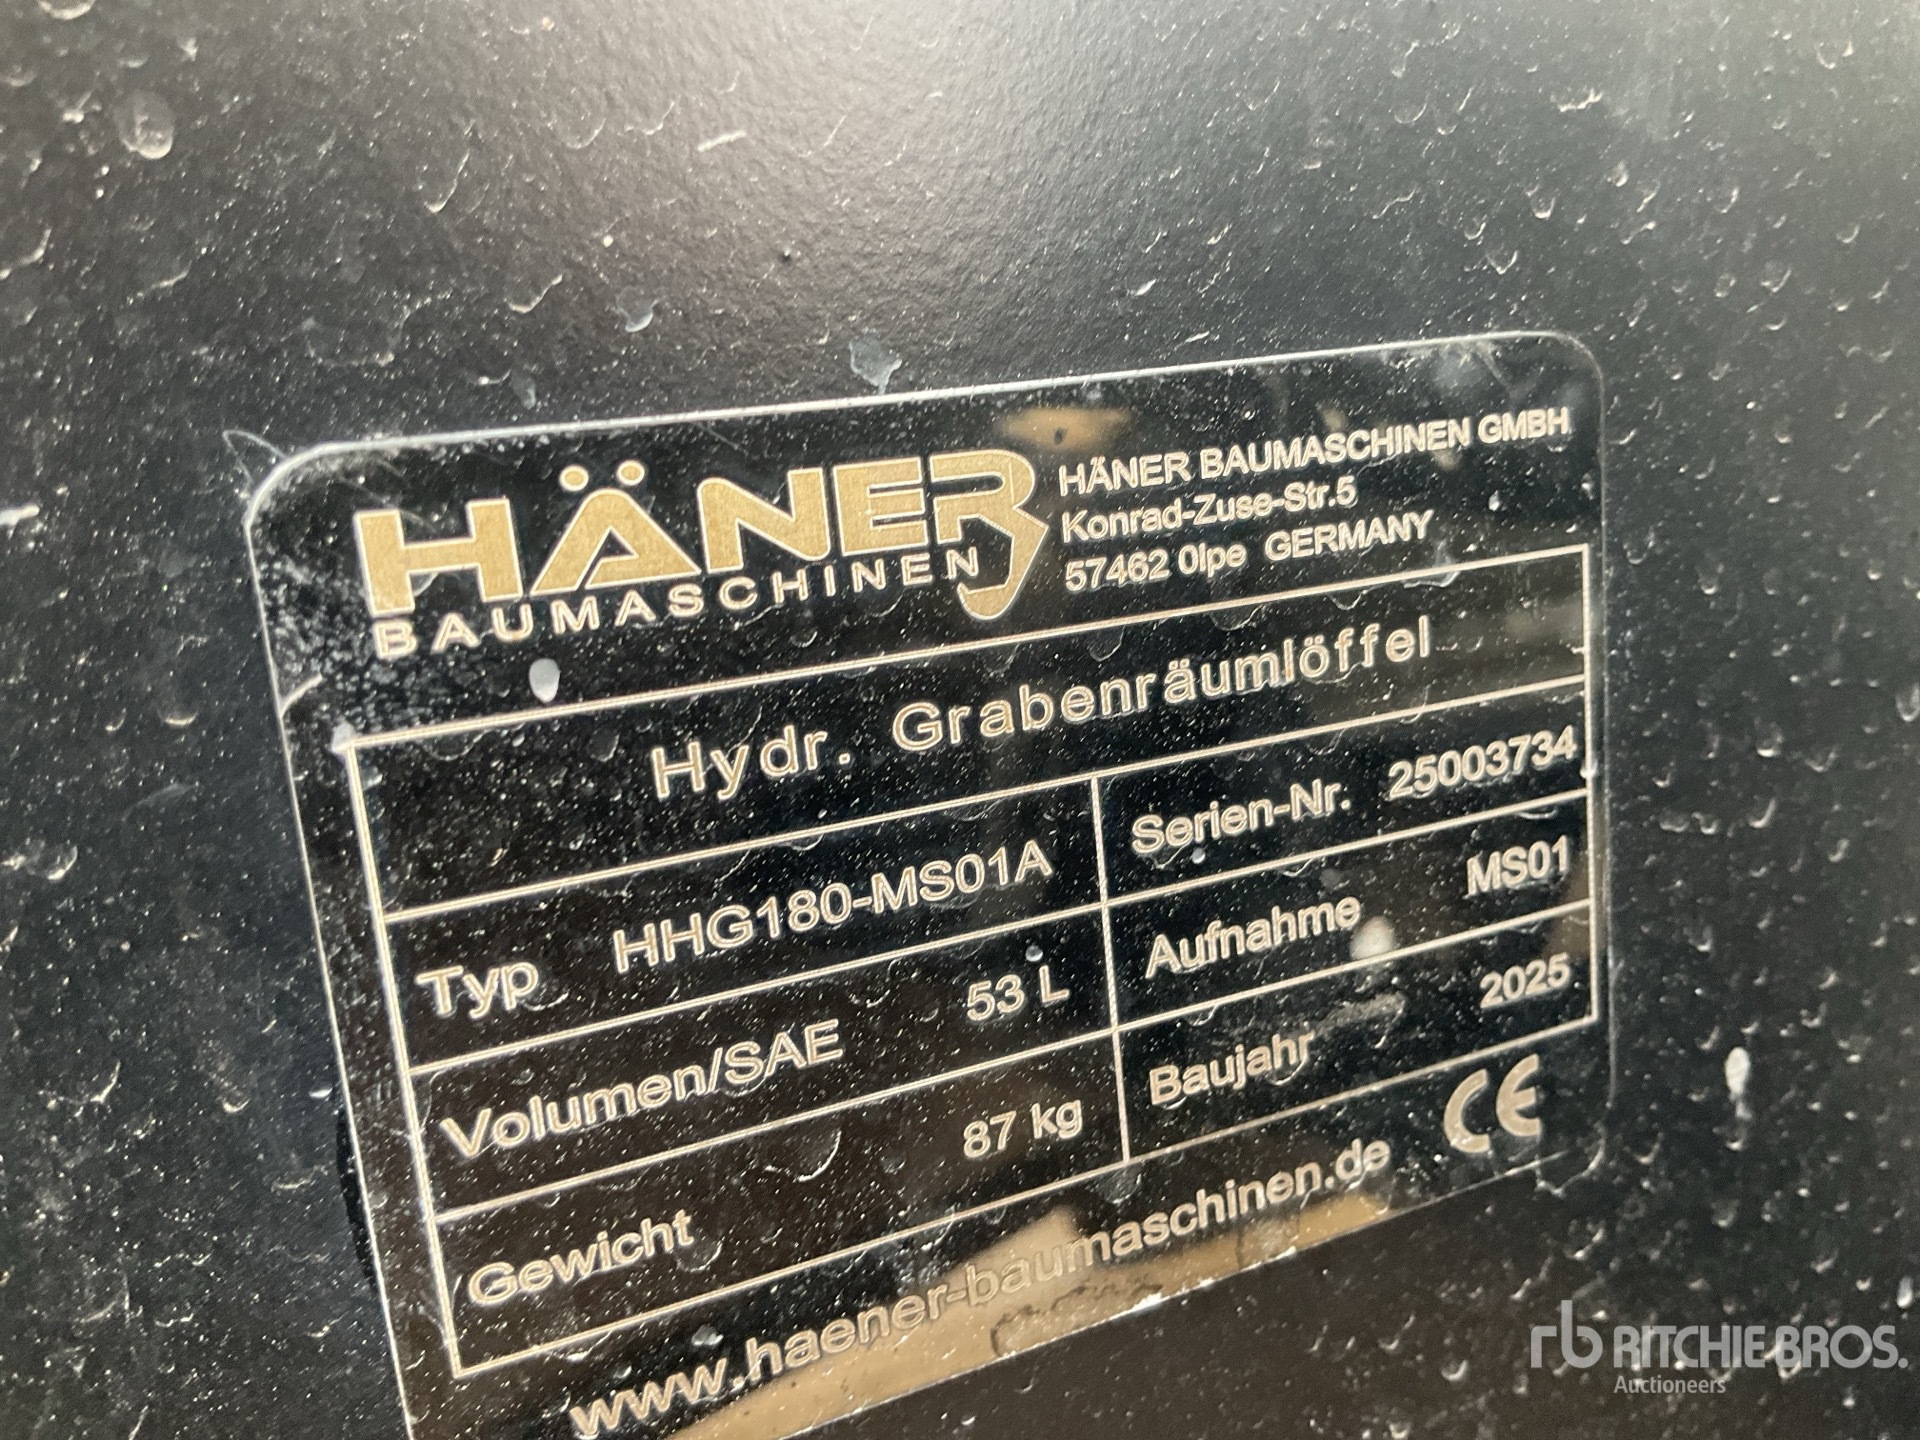 HÄNER
BAUMASCHINEN
HÄNER BAUMASCHINEN GMBH
Konrad-Zuse-Str.5
57462 Olpe GERMANY
Hydr. Grabenräumlöffel
Typ HHG180-MS01A
Serien-Nr. 25003734
Volumen/SAE 53 L
Aufnahme MS01
Gewicht 87 kg
Baujahr 2025
www.haener-baumaschinen.de CE
rb RITCHIE BROS.
Auctioneers